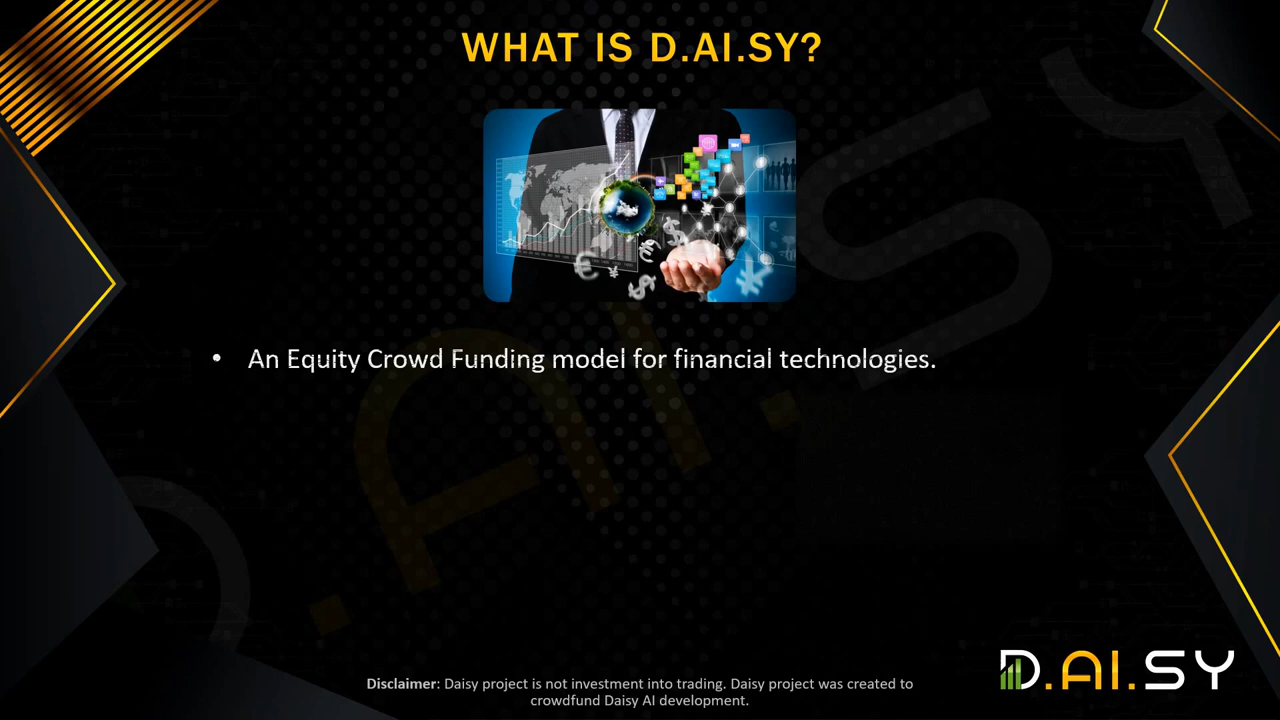 WHAT IS D.AI.SY?
• An Equity Crowd Funding model for financial technologies.
Disclaimer: Daisy project is not investment into trading. Daisy project was created to
crowdfund Daisy AI development.
D.AI.SY